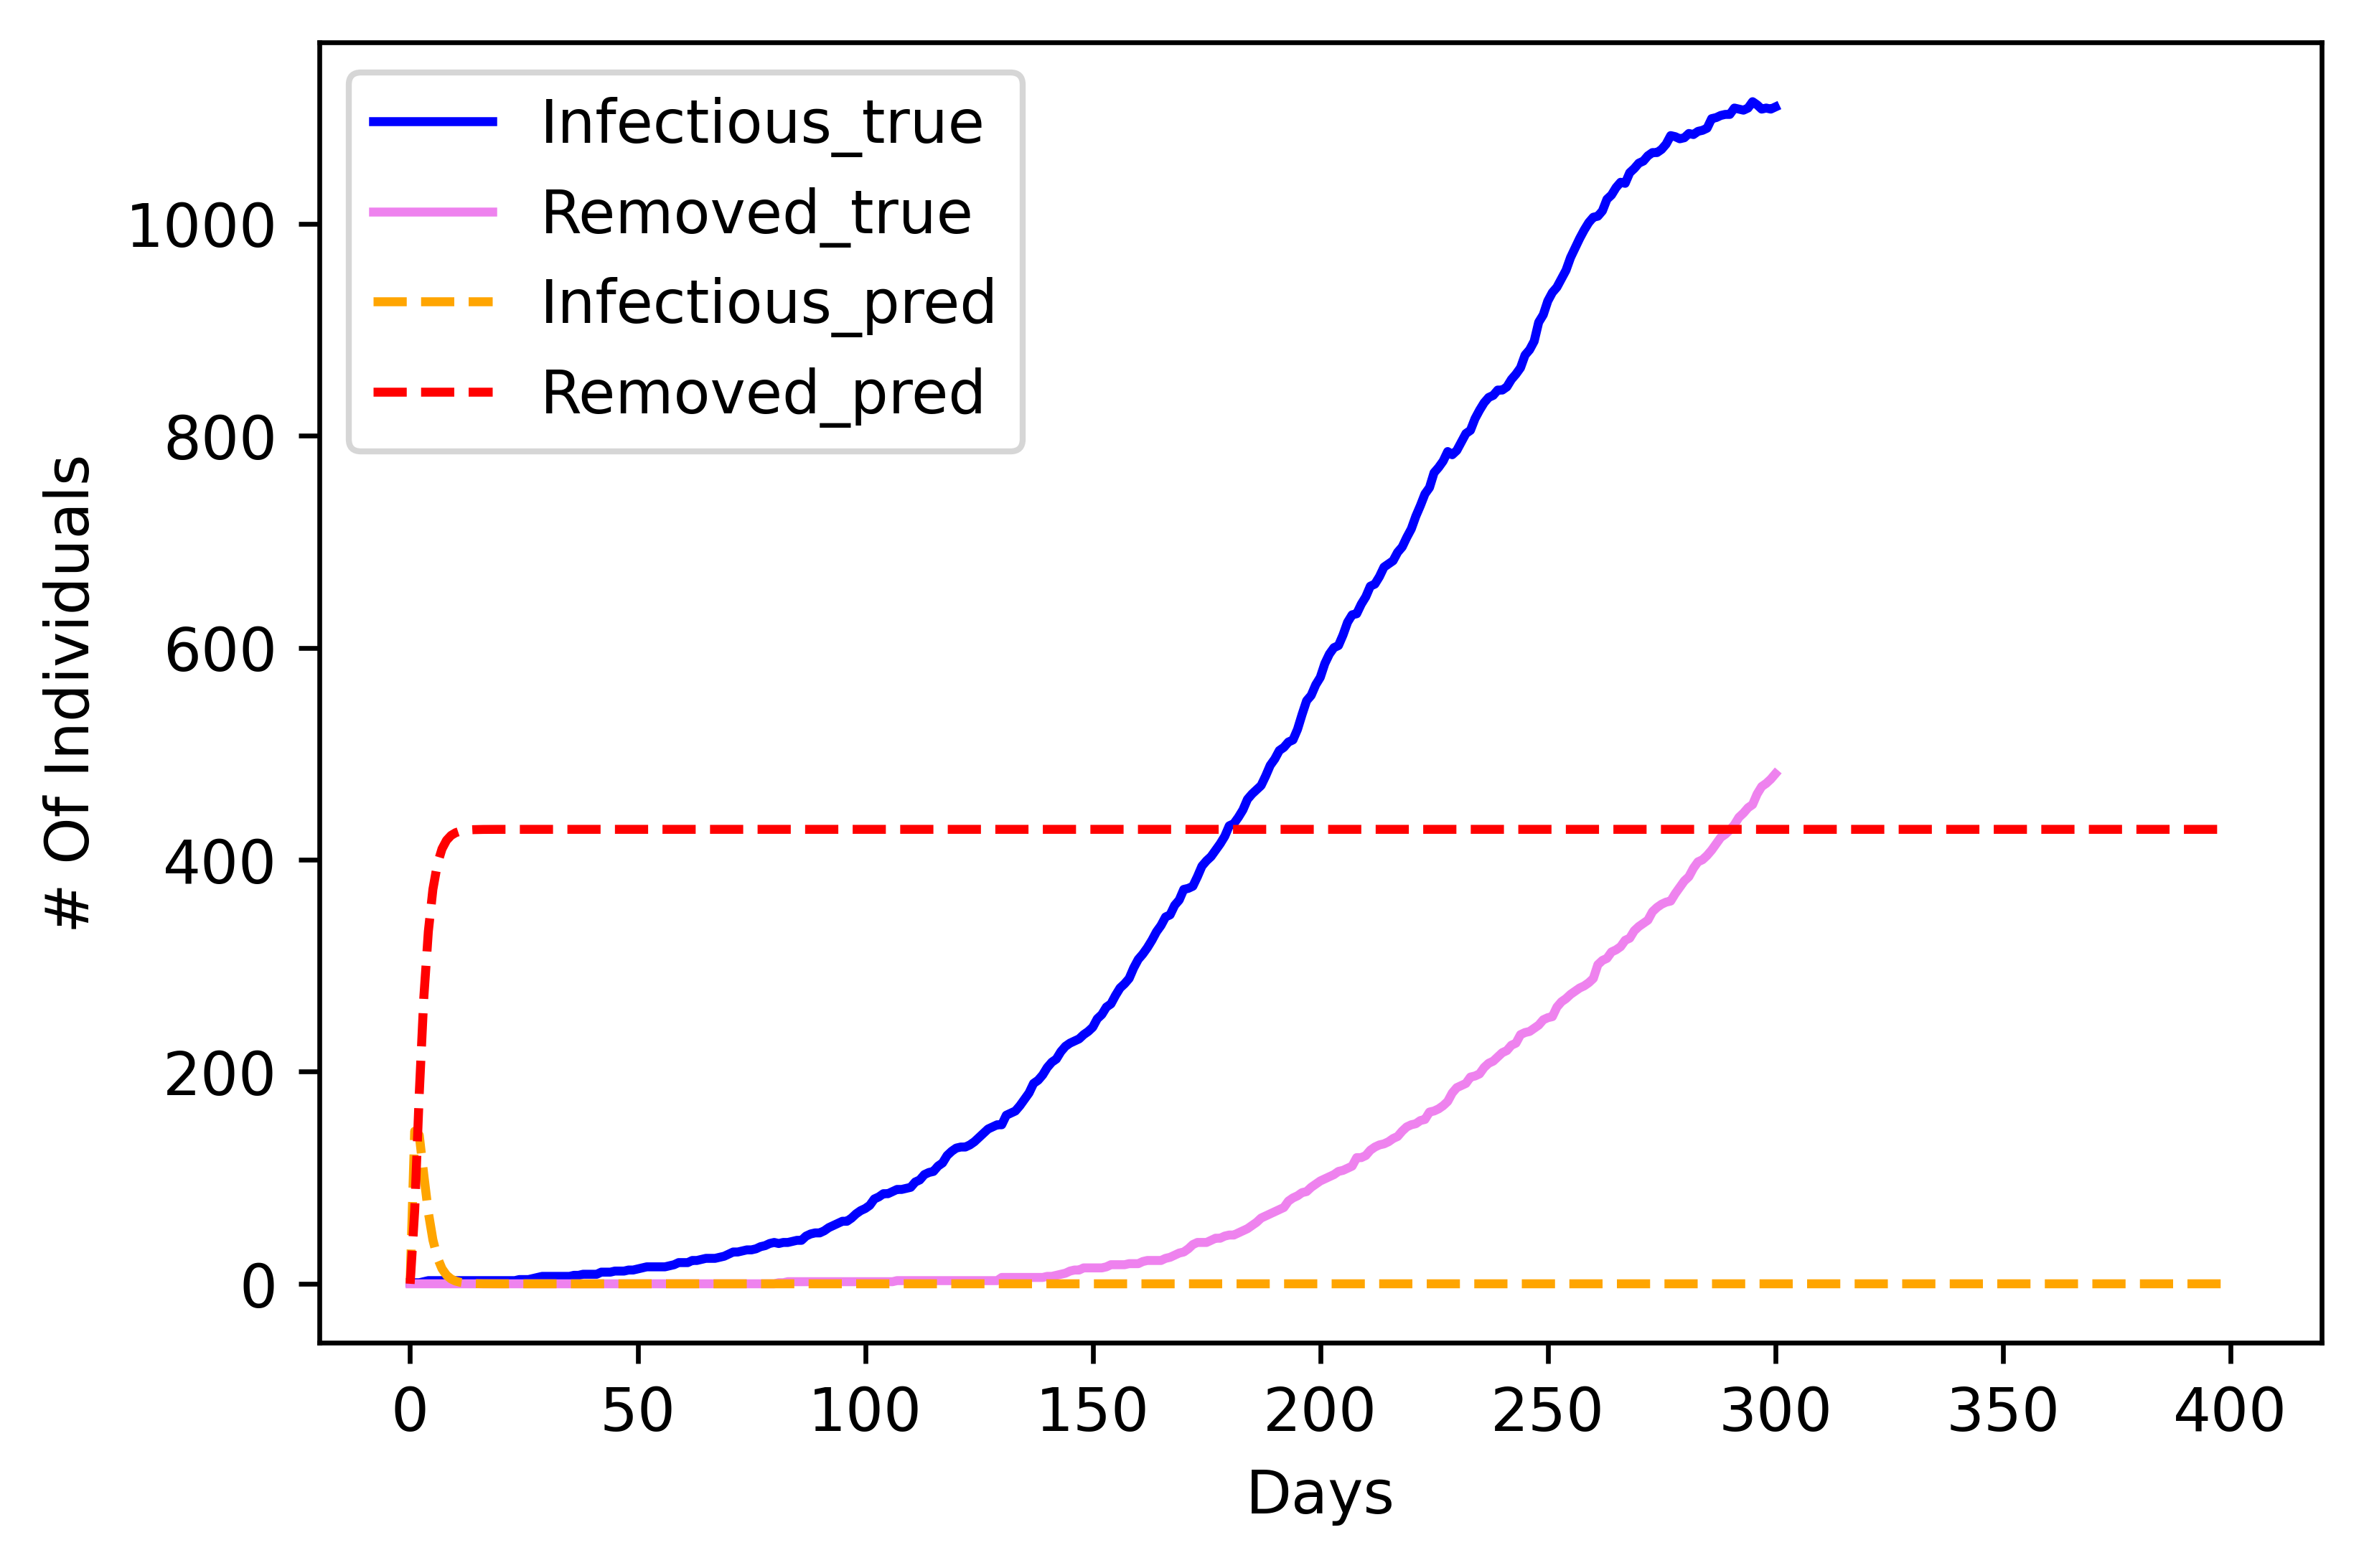 Infectious_true
Removed_true
Infectious_pred
Removed_pred
# Of Individuals
1000
800
600
400
200
0
0 50 100 150 200 250 300 350 400
Days